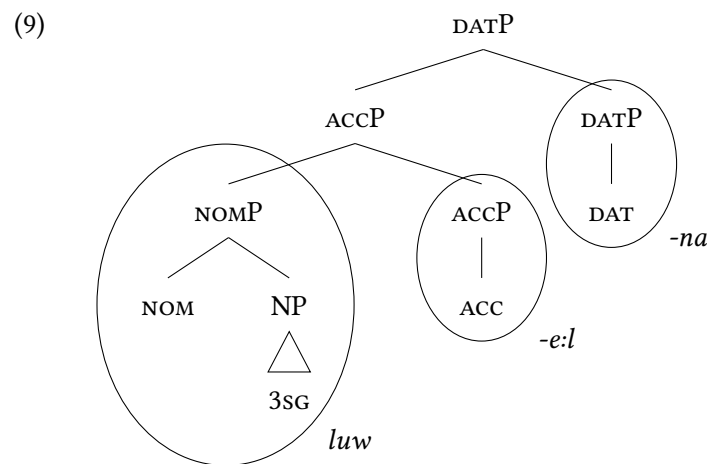 (9)
DATP
ACCP DATP
NOMP ACCP DAT
-na
NOM NP ACC
-e:l
3SG
luw